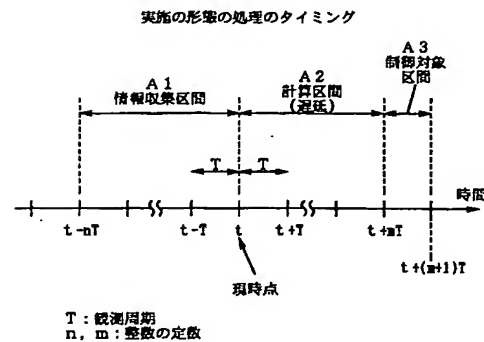 実施の形態の処理のタイミング
A1
情報収集区間
A2
計算区間
(遅延)
A3
制御対象
区間
T
T
時間
t-nT
t-T
t
t+T
t+mT
t+(m+1)T
現時点
T:観測周期
n, m:整数の定数